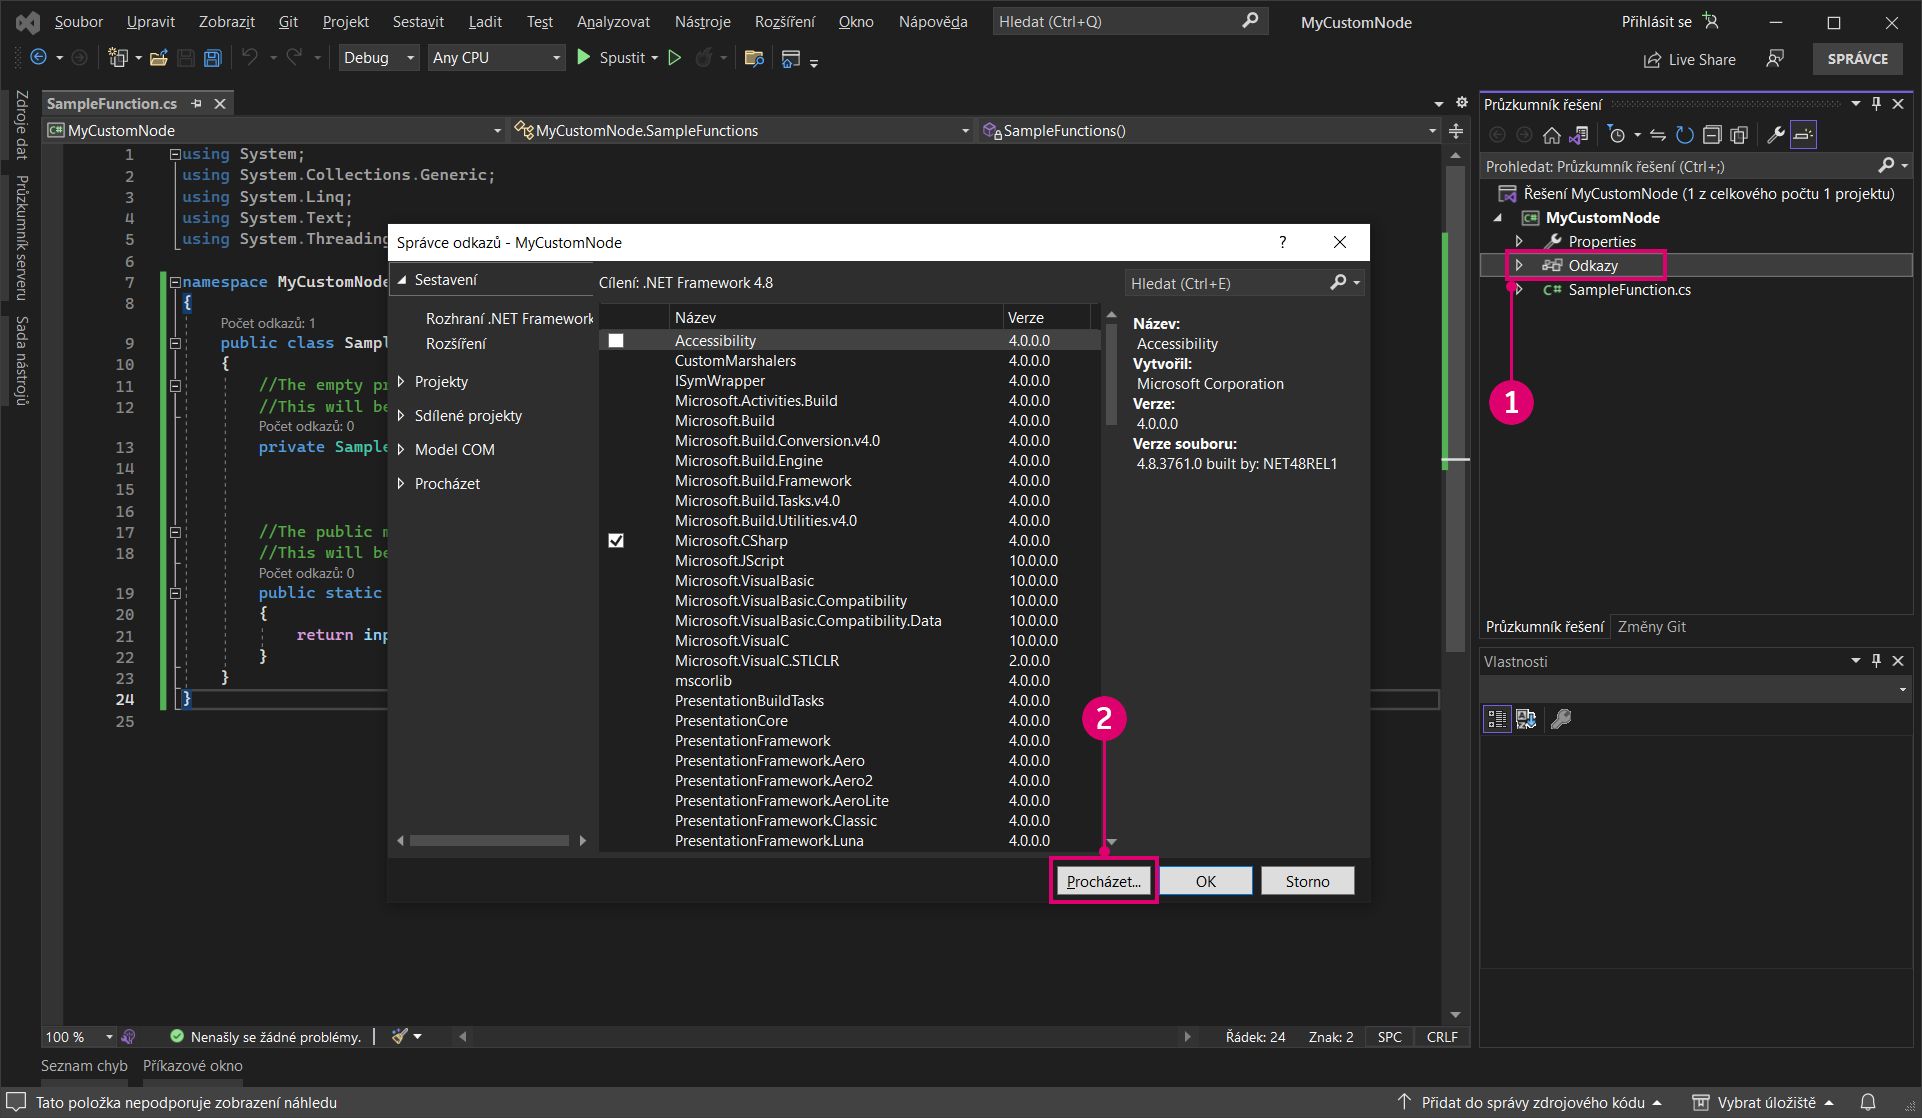 Soubor Upravit Zobrazit Git Projekt Sestavit Ladit Test Analyzovat Nástroje Rozšíření Okno Nápověda Hledat (Ctrl+Q) MyCustomNode Přihlásit se
Debug Any CPU Spustit Live Share SPRÁVCE
Zdroje dat
Průzkumník serveru
Sada nástrojů
SampleFunction.cs
MyCustomNode MyCustomNode.SampleFunctions SampleFunctions()
1 using System;
2 using System.Collections.Generic;
3 using System.Linq;
4 using System.Text;
5 using System.Threading
6
7 namespace MyCustomNode
8 {
Počet odkazů: 1
9 public class Sampl
10 {
11 //The empty pr
12 //This will be
Počet odkazů: 0
13 private Sample
14
15
16
17 //The public m
18 //This will be
Počet odkazů: 0
19 public static
20 {
21 return inp
22 }
23 }
24 }
25
Správce odkazů - MyCustomNode ?
Sestavení
Rozhraní .NET Framework
Rozšíření
Projekty
Sdílené projekty
Model COM
Procházet
Cílení: .NET Framework 4.8
Hledat (Ctrl+E)
Název Verze
Accessibility 4.0.0.0
CustomMarshalers 4.0.0.0
ISymWrapper 4.0.0.0
Microsoft.Activities.Build 4.0.0.0
Microsoft.Build 4.0.0.0
Microsoft.Build.Conversion.v4.0 4.0.0.0
Microsoft.Build.Engine 4.0.0.0
Microsoft.Build.Framework 4.0.0.0
Microsoft.Build.Tasks.v4.0 4.0.0.0
Microsoft.Build.Utilities.v4.0 4.0.0.0
Microsoft.CSharp 4.0.0.0
Microsoft.JScript 10.0.0.0
Microsoft.VisualBasic 10.0.0.0
Microsoft.VisualBasic.Compatibility 10.0.0.0
Microsoft.VisualBasic.Compatibility.Data 10.0.0.0
Microsoft.VisualC 10.0.0.0
Microsoft.VisualC.STLCLR 2.0.0.0
mscorlib 4.0.0.0
PresentationBuildTasks 4.0.0.0
PresentationCore 4.0.0.0
PresentationFramework 4.0.0.0
PresentationFramework.Aero 4.0.0.0
PresentationFramework.Aero2 4.0.0.0
PresentationFramework.AeroLite 4.0.0.0
PresentationFramework.Classic 4.0.0.0
PresentationFramework.Luna 4.0.0.0
Název:
Accessibility
Vytvořil:
Microsoft Corporation
Verze:
4.0.0.0
Verze souboru:
4.8.3761.0 built by: NET48REL1
2
Procházet... OK Storno
Průzkumník řešení
Prohledat: Průzkumník řešení (Ctrl+;)
Řešení MyCustomNode (1 z celkového počtu 1 projektu)
C# MyCustomNode
Properties
Odkazy
C# SampleFunction.cs
1
Průzkumník řešení Změny Git
Vlastnosti
100 % Nenašly se žádné problémy. Řádek: 24 Znak: 2 SPC CRLF
Seznam chyb Příkazové okno
Tato položka nepodporuje zobrazení náhledu Přidat do správy zdrojového kódu Vybrat úložiště